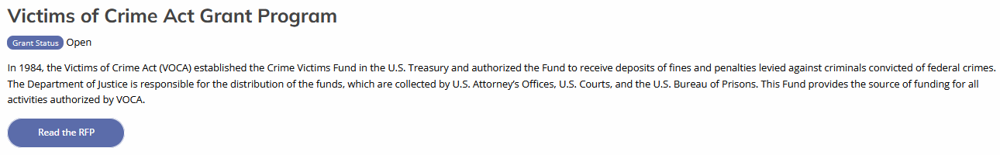 Victims of Crime Act Grant Program
Grant Status Open
In 1984, the Victims of Crime Act (VOCA) established the Crime Victims Fund in the U.S. Treasury and authorized the Fund to receive deposits of fines and penalties levied against criminals convicted of federal crimes.
The Department of Justice is responsible for the distribution of the funds, which are collected by U.S. Attorney’s Offices, U.S. Courts, and the U.S. Bureau of Prisons. This Fund provides the source of funding for all
activities authorized by VOCA.
Read the RFP